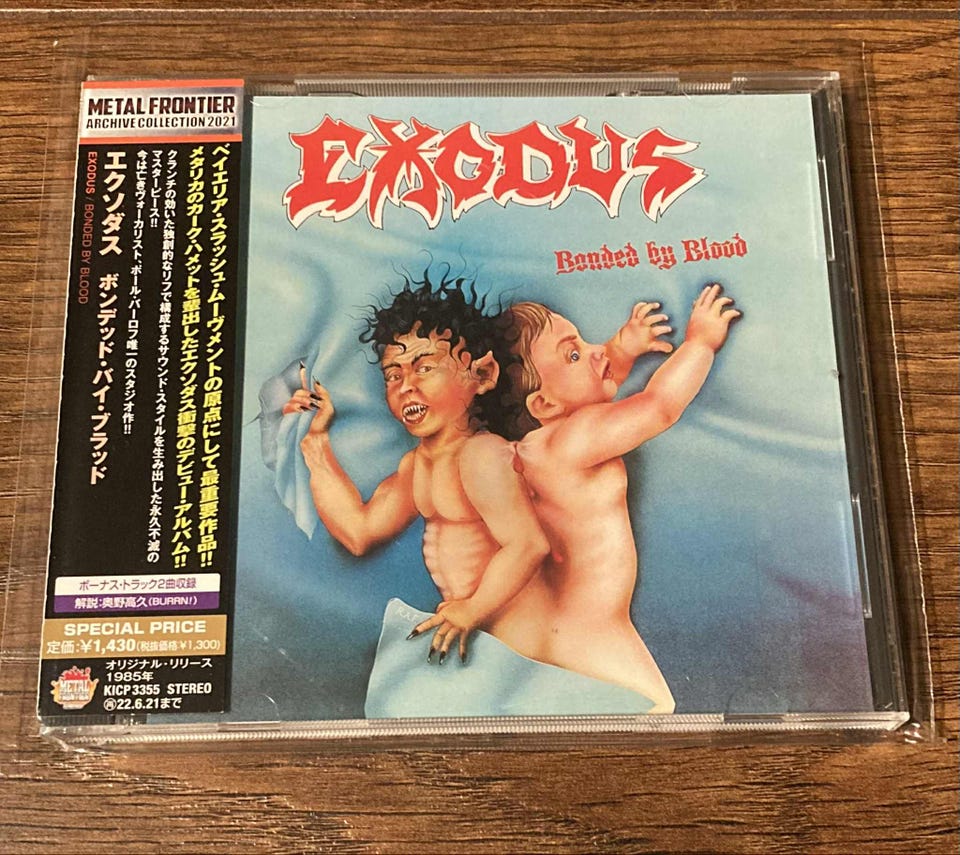 METAL FRONTIER
ARCHIVE COLLECTION 2021
ベイエリア・スラッシュ・ムーヴメントの原点にして最重要作品!!
メタリカのカーク・ハメットを輩出したエクソダス衝撃のデビュー・アルバム!!
クランチの効いた独創的なリフで構成するサウンド・スタイルを生み出した永久不滅の
マスターピース!!
今は亡きヴォーカリスト、ポール・バーロフ唯一のスタジオ作!!
エクソダス ボンデッド・バイ・ブラッド
EXODUS / BONDED BY BLOOD
ボーナス・トラック2曲収録
解説:奥野高久(BURRN!)
SPECIAL PRICE
定価:¥1,430(税抜価格:¥1,300)
オリジナル・リリース
1985年
KICP 3355 STEREO
22.6.21まで
METAL
EXODUS
Bonded by Blood